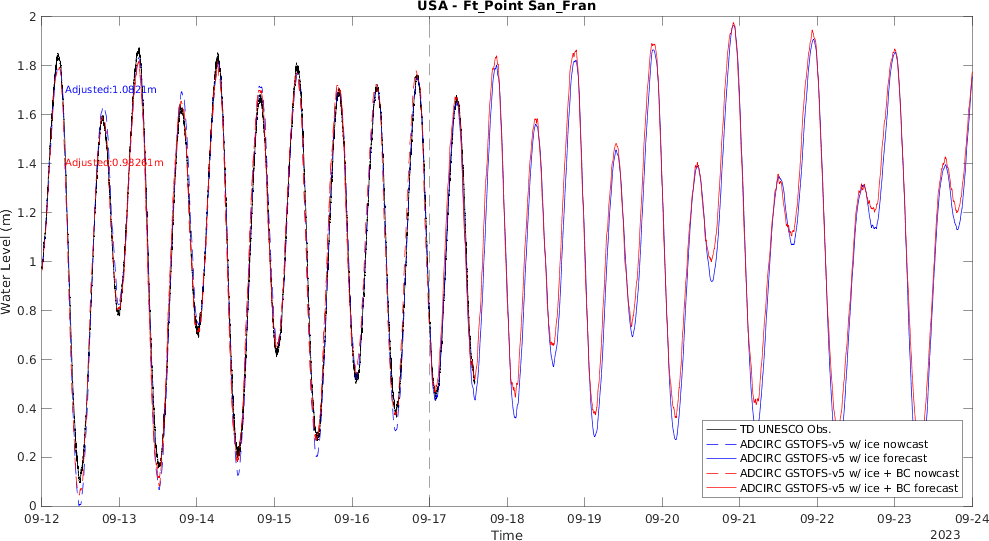 USA - Ft_Point San_Fran
2
1.8
1.6
1.4
1.2
1
0.8
0.6
0.4
0.2
0
Water Level (m)
Adjusted:1.0821m
Adjusted:0.93261m
TD UNESCO Obs.
ADCIRC GSTOFS-v5 w/ ice nowcast
ADCIRC GSTOFS-v5 w/ ice forecast
ADCIRC GSTOFS-v5 w/ ice + BC nowcast
ADCIRC GSTOFS-v5 w/ ice + BC forecast
09-12 09-13 09-14 09-15 09-16 09-17 09-18 09-19 09-20 09-21 09-22 09-23 09-24
Time
2023